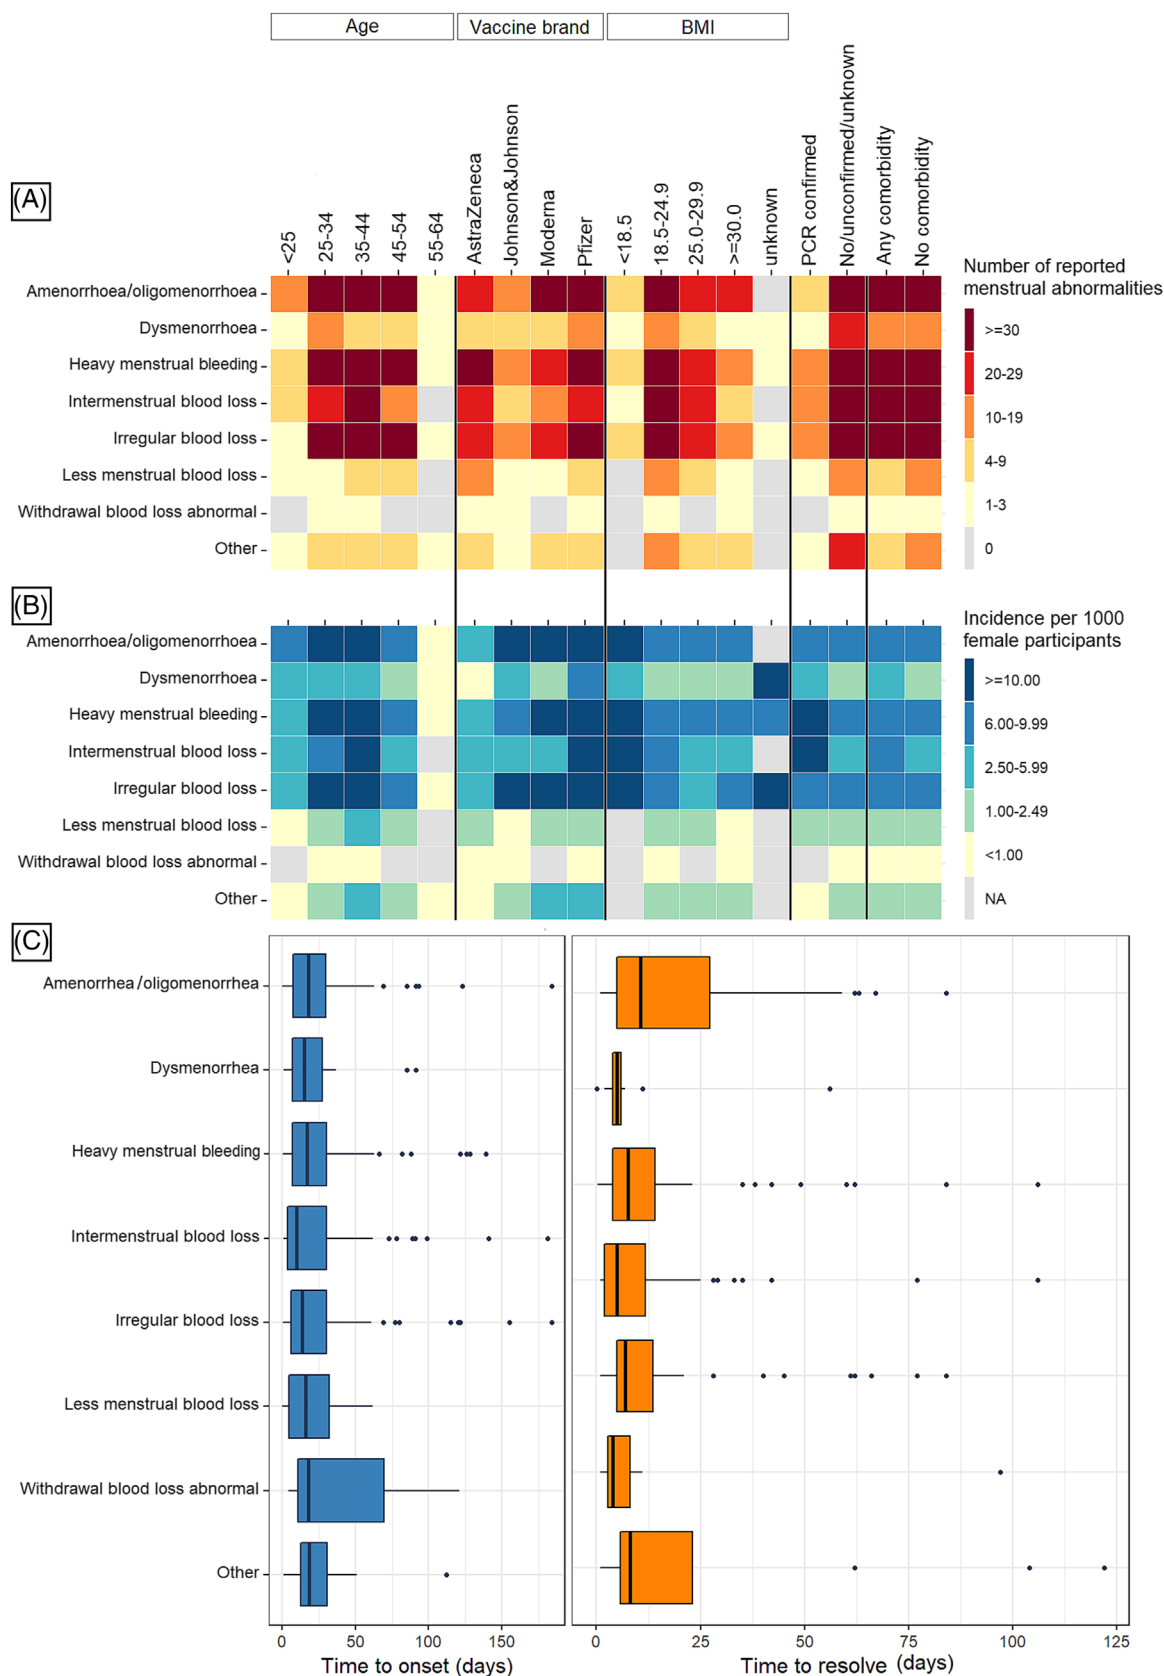 Age
Vaccine brand
BMI
(A)
<25
25-34
35-44
45-54
55-64
AstraZeneca
Johnson&Johnson
Moderna
Pfizer
<18.5
18.5-24.9
25.0-29.9
>=30.0
unknown
PCR confirmed
No/unconfirmed/unknown
Any comorbidity
No comorbidity
Amenorrhoea/oligomenorrhoea
Dysmenorrhoea
Heavy menstrual bleeding
Intermenstrual blood loss
Irregular blood loss
Less menstrual blood loss
Withdrawal blood loss abnormal
Other
Number of reported
menstrual abnormalities
>=30
20-29
10-19
4-9
1-3
0
(B)
Amenorrhoea/oligomenorrhoea
Dysmenorrhoea
Heavy menstrual bleeding
Intermenstrual blood loss
Irregular blood loss
Less menstrual blood loss
Withdrawal blood loss abnormal
Other
Incidence per 1000
female participants
>=10.00
6.00-9.99
2.50-5.99
1.00-2.49
<1.00
NA
(C)
Amenorrhea/oligomenorrhea
Dysmenorrhea
Heavy menstrual bleeding
Intermenstrual blood loss
Irregular blood loss
Less menstrual blood loss
Withdrawal blood loss abnormal
Other
0 50 100 150
Time to onset (days)
0 25 50 75 100 125
Time to resolve (days)